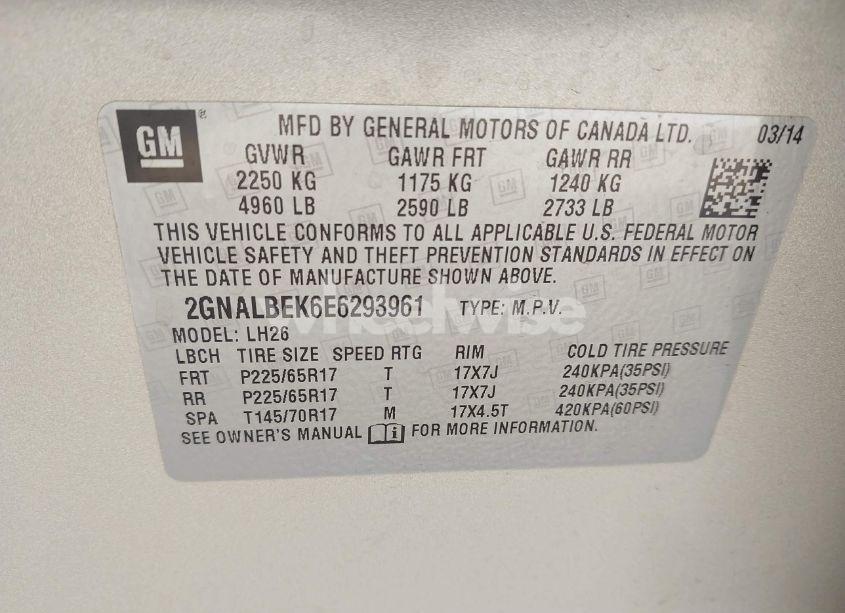 GM ®
MFD BY GENERAL MOTORS OF CANADA LTD. 03/14
GVWR GAWR FRT GAWR RR
2250 KG 1175 KG 1240 KG
4960 LB 2590 LB 2733 LB
THIS VEHICLE CONFORMS TO ALL APPLICABLE U.S. FEDERAL MOTOR
VEHICLE SAFETY AND THEFT PREVENTION STANDARDS IN EFFECT ON
THE DATE OF MANUFACTURE SHOWN ABOVE.
2GNALBEK6E6293961 TYPE: M.P.V.
wheelwise
MODEL: LH26
LBCH TIRE SIZE SPEED RTG RIM COLD TIRE PRESSURE
FRT P225/65R17 T 17X7J 240KPA(35PSI)
RR P225/65R17 T 17X7J 240KPA(35PSI)
SPA T145/70R17 M 17X4.5T 420KPA(60PSI)
SEE OWNER'S MANUAL i FOR MORE INFORMATION.